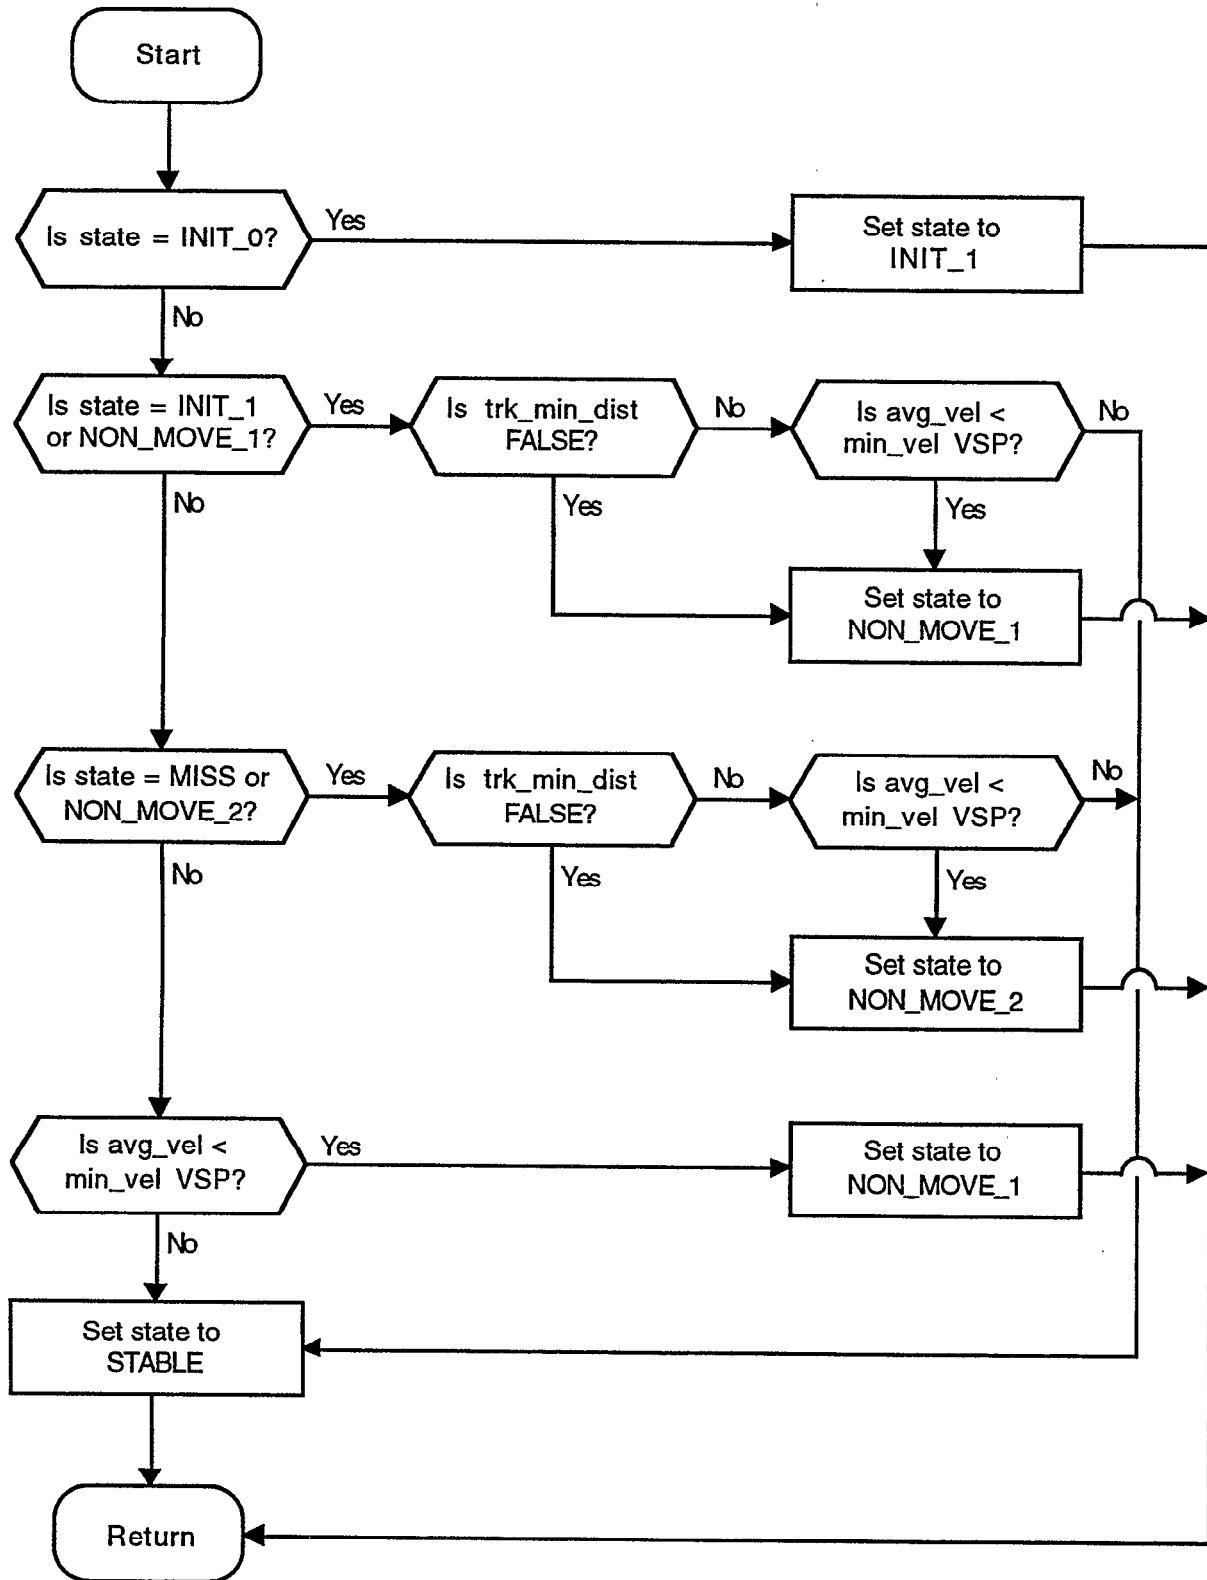 Start
Is state = INIT_0?
Yes
Set state to
INIT_1
No
Is state = INIT_1
or NON_MOVE_1?
Yes
Is trk_min_dist
FALSE?
No
Is avg_vel <
min_vel VSP?
No
No
Yes
Yes
Set state to
NON_MOVE_1
Is state = MISS or
NON_MOVE_2?
Yes
Is trk_min_dist
FALSE?
No
Is avg_vel <
min_vel VSP?
No
No
Yes
Yes
Set state to
NON_MOVE_2
Is avg_vel <
min_vel VSP?
Yes
Set state to
NON_MOVE_1
No
Set state to
STABLE
Return